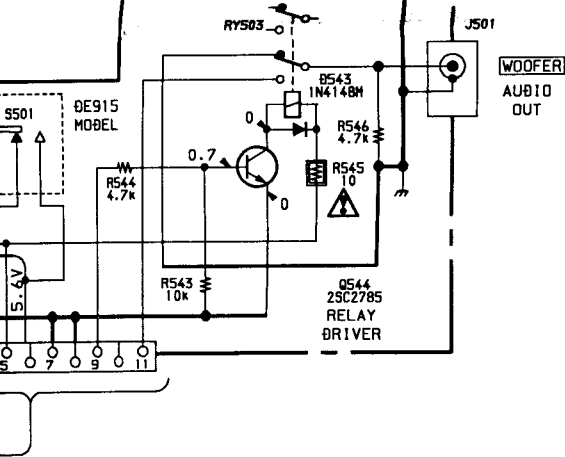 RY503
J501
WOOFER
AUDIO
OUT
D543
1N4148M
S501
DE915
MODEL
0
R546
4.7k
0.7
R544
4.7k
R545
10
0
R543
10k
5.6V
Q544
2SC2785
RELAY
DRIVER
5
7
9
11